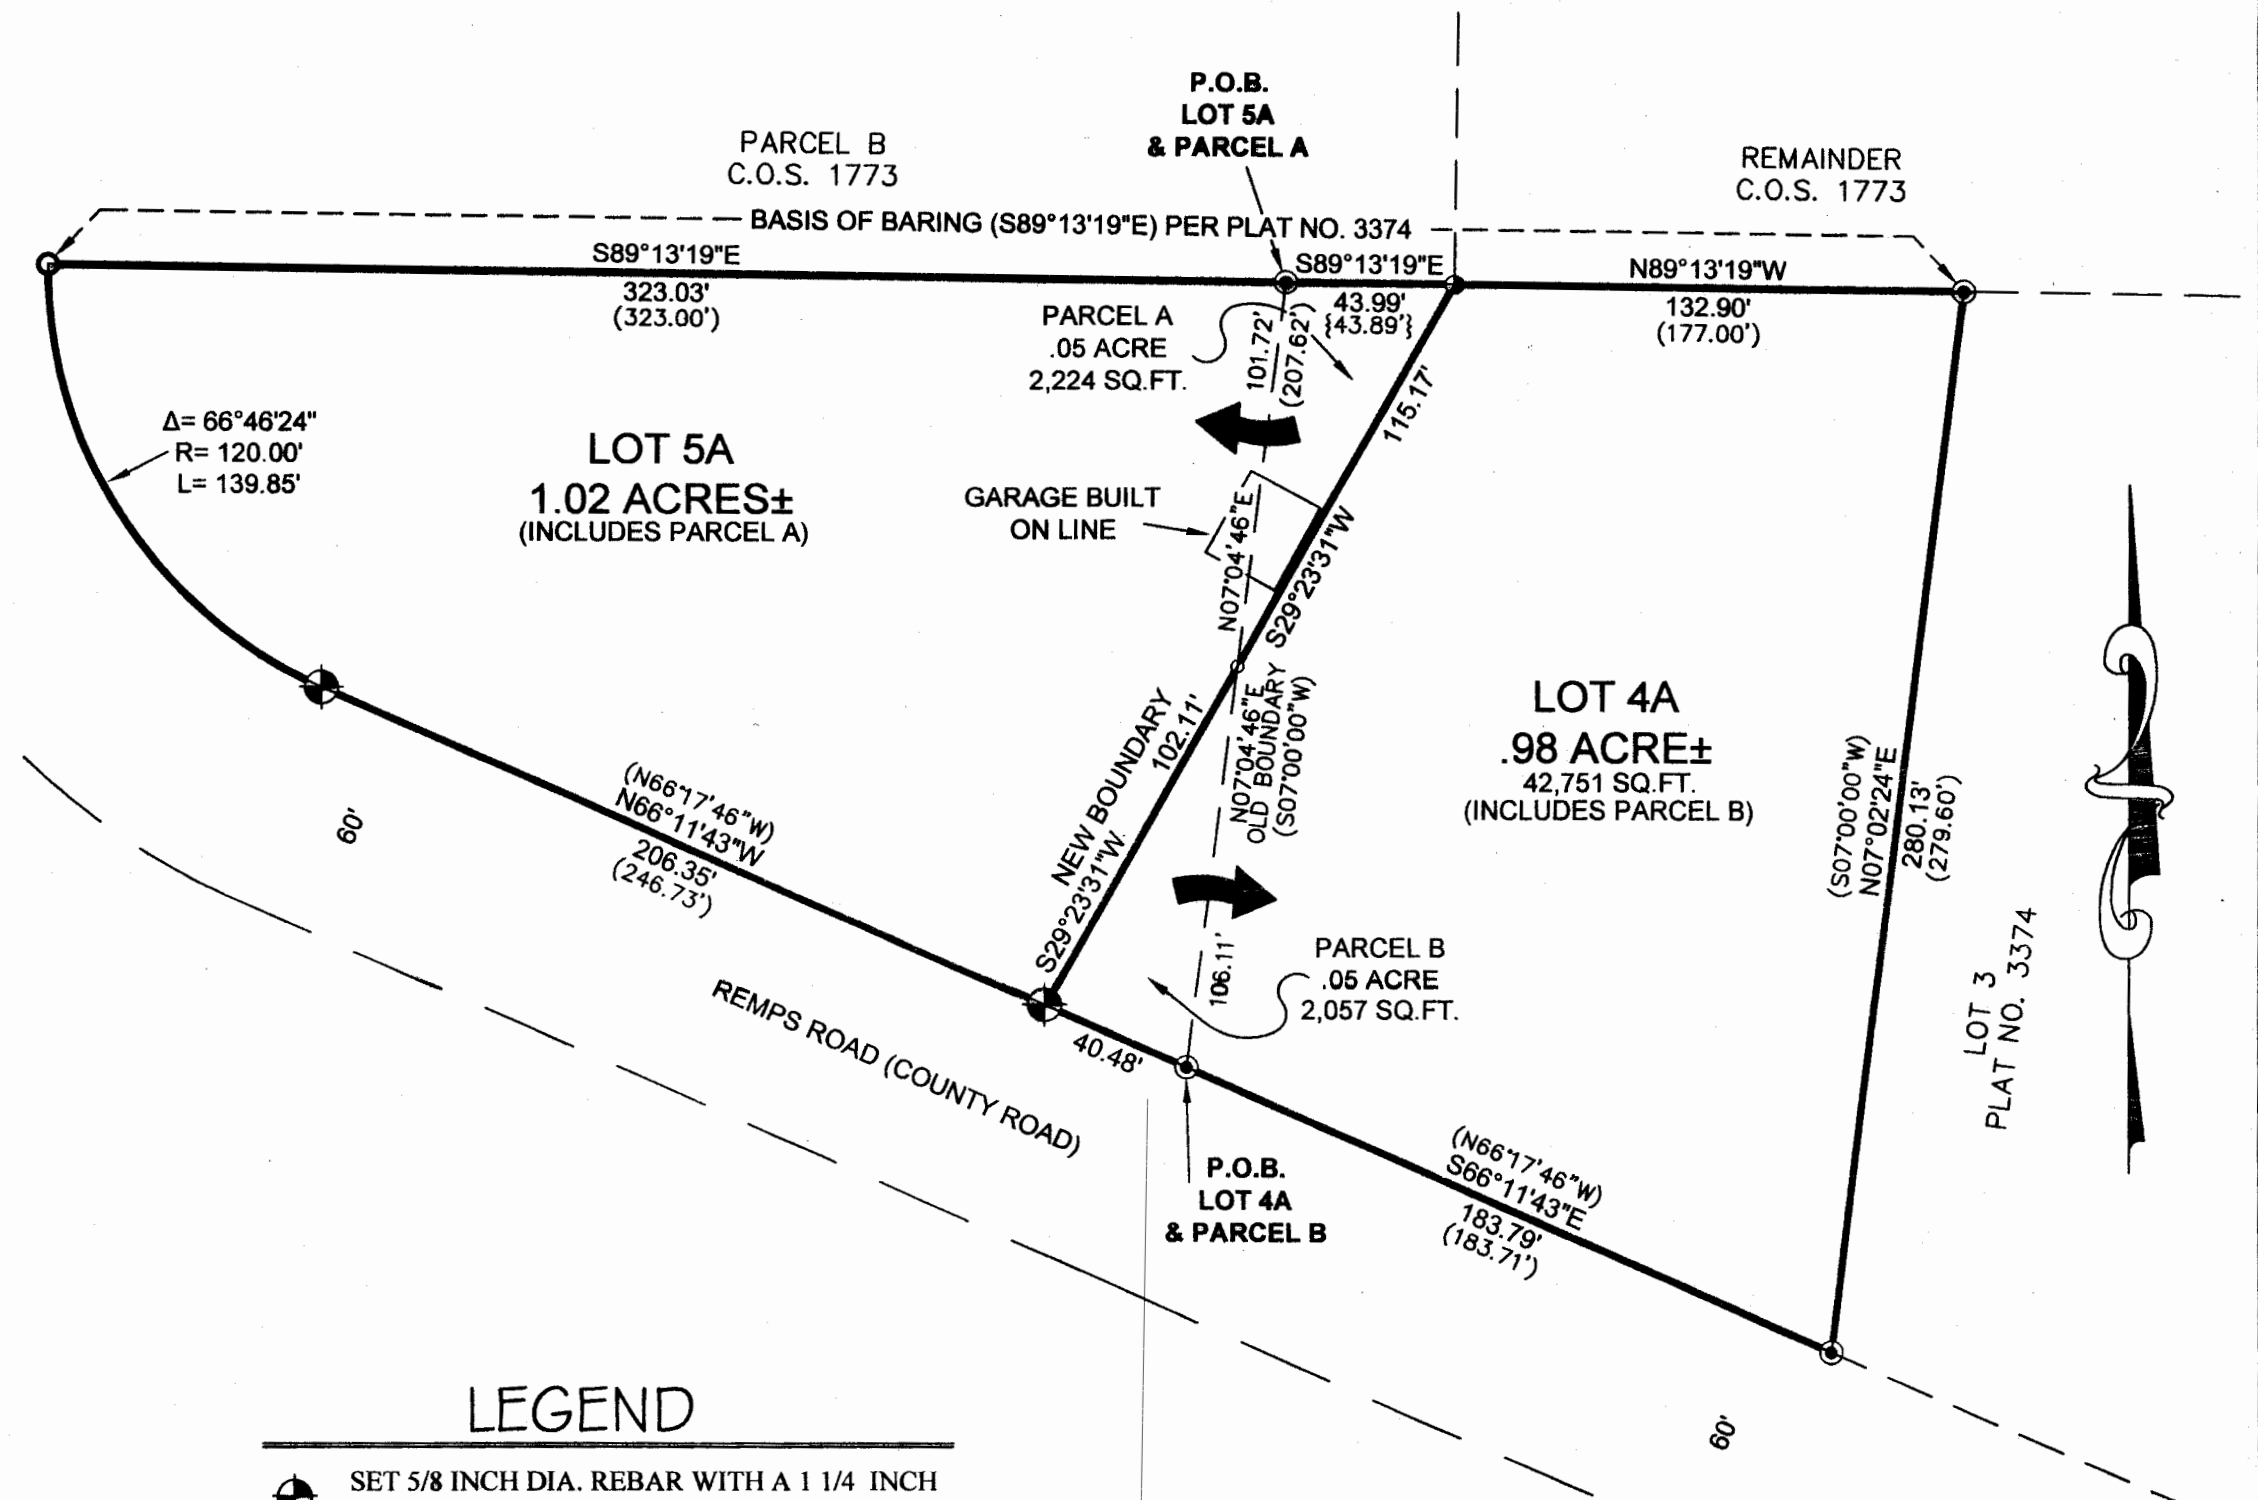 P.O.B.
LOT 5A
& PARCEL A
PARCEL B
C.O.S. 1773
REMAINDER
C.O.S. 1773
BASIS OF BARING (S89°13'19"E) PER PLAT NO. 3374
S89°13'19"E
323.03'
(323.00')
S89°13'19"E
43.99'
{43.89'}
N89°13'19"W
132.90'
(177.00')
PARCEL A
.05 ACRE
2,224 SQ.FT.
101.72'
(207.62')
115.17'
Δ= 66°46'24"
R= 120.00'
L= 139.85'
LOT 5A
1.02 ACRES±
(INCLUDES PARCEL A)
GARAGE BUILT
ON LINE
N07°04'46"E
S29°23'31"W
NEW BOUNDARY
102.11'
S29°23'31"W
N07°04'46"E
OLD BOUNDARY
(S07°00'00"W)
LOT 4A
.98 ACRE±
42,751 SQ.FT.
(INCLUDES PARCEL B)
(S07°00'00"W)
N07°02'24"E
280.13'
(279.60')
(N66°17'46"W)
N66°11'43"W
206.35'
(246.73')
60'
106.11'
PARCEL B
.05 ACRE
2,057 SQ.FT.
LOT 3
PLAT NO. 3374
REMPS ROAD (COUNTY ROAD)
40.48'
P.O.B.
LOT 4A
& PARCEL B
(N66°17'46"W)
S66°11'43"E
183.79'
(183.71')
60'
LEGEND
SET 5/8 INCH DIA. REBAR WITH A 1 1/4 INCH